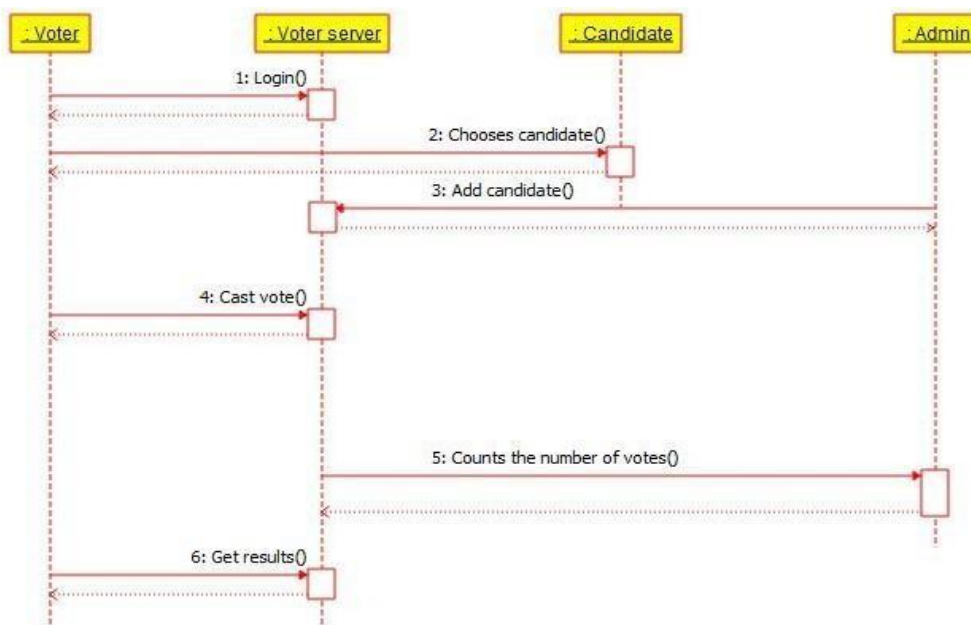 : Voter
: Voter server
: Candidate
: Admin
1: Login()
2: Chooses candidate()
3: Add candidate()
4: Cast vote()
5: Counts the number of votes()
6: Get results()